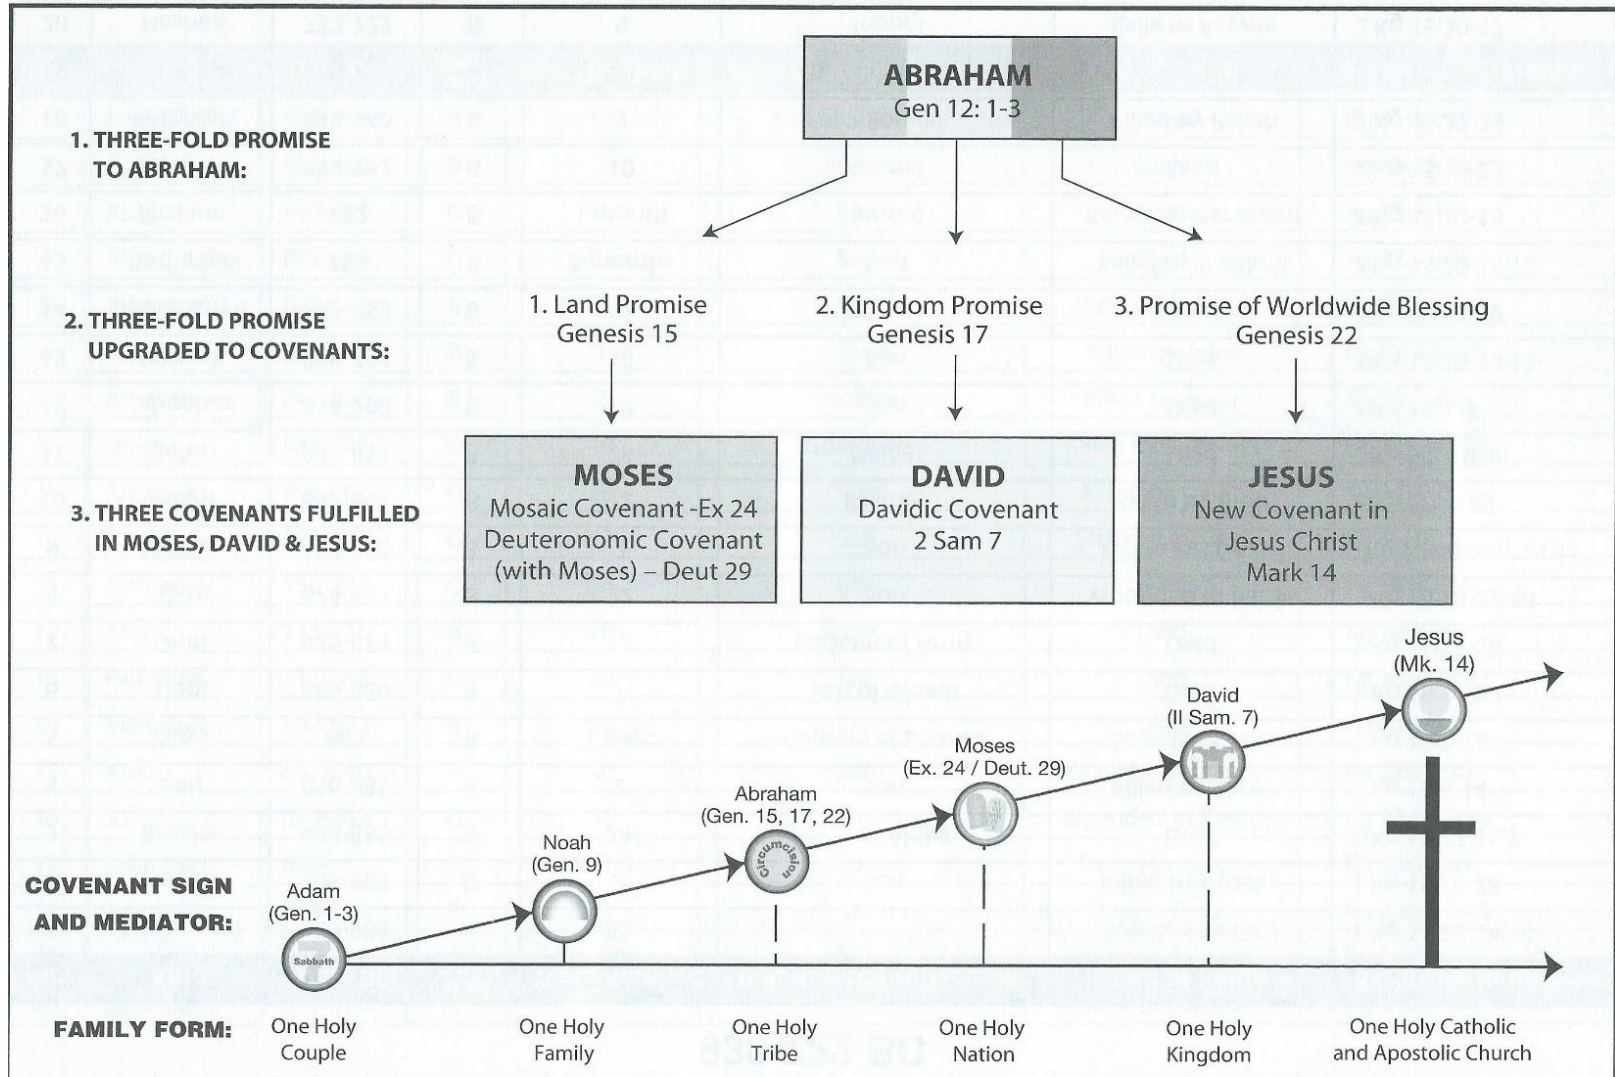 ABRAHAM
Gen 12: 1-3
1. THREE-FOLD PROMISE
TO ABRAHAM:
2. THREE-FOLD PROMISE
UPGRADED TO COVENANTS:
1. Land Promise
Genesis 15
2. Kingdom Promise
Genesis 17
3. Promise of Worldwide Blessing
Genesis 22
3. THREE COVENANTS FULFILLED
IN MOSES, DAVID & JESUS:
MOSES
Mosaic Covenant -Ex 24
Deuteronomic Covenant
(with Moses) – Deut 29
DAVID
Davidic Covenant
2 Sam 7
JESUS
New Covenant in
Jesus Christ
Mark 14
COVENANT SIGN
AND MEDIATOR:
Adam
(Gen. 1-3)
7
Sabbath
Noah
(Gen. 9)
Abraham
(Gen. 15, 17, 22)
Circumcision
Moses
(Ex. 24 / Deut. 29)
David
(II Sam. 7)
Jesus
(Mk. 14)
FAMILY FORM:
One Holy
Couple
One Holy
Family
One Holy
Tribe
One Holy
Nation
One Holy
Kingdom
One Holy Catholic
and Apostolic Church